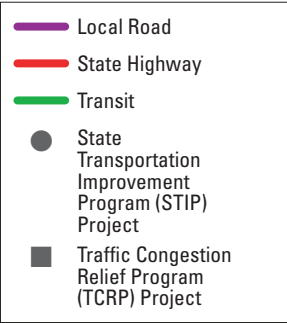 Local Road
State Highway
Transit
State
Transportation
Improvement
Program (STIP)
Project
Traffic Congestion
Relief Program
(TCRP) Project